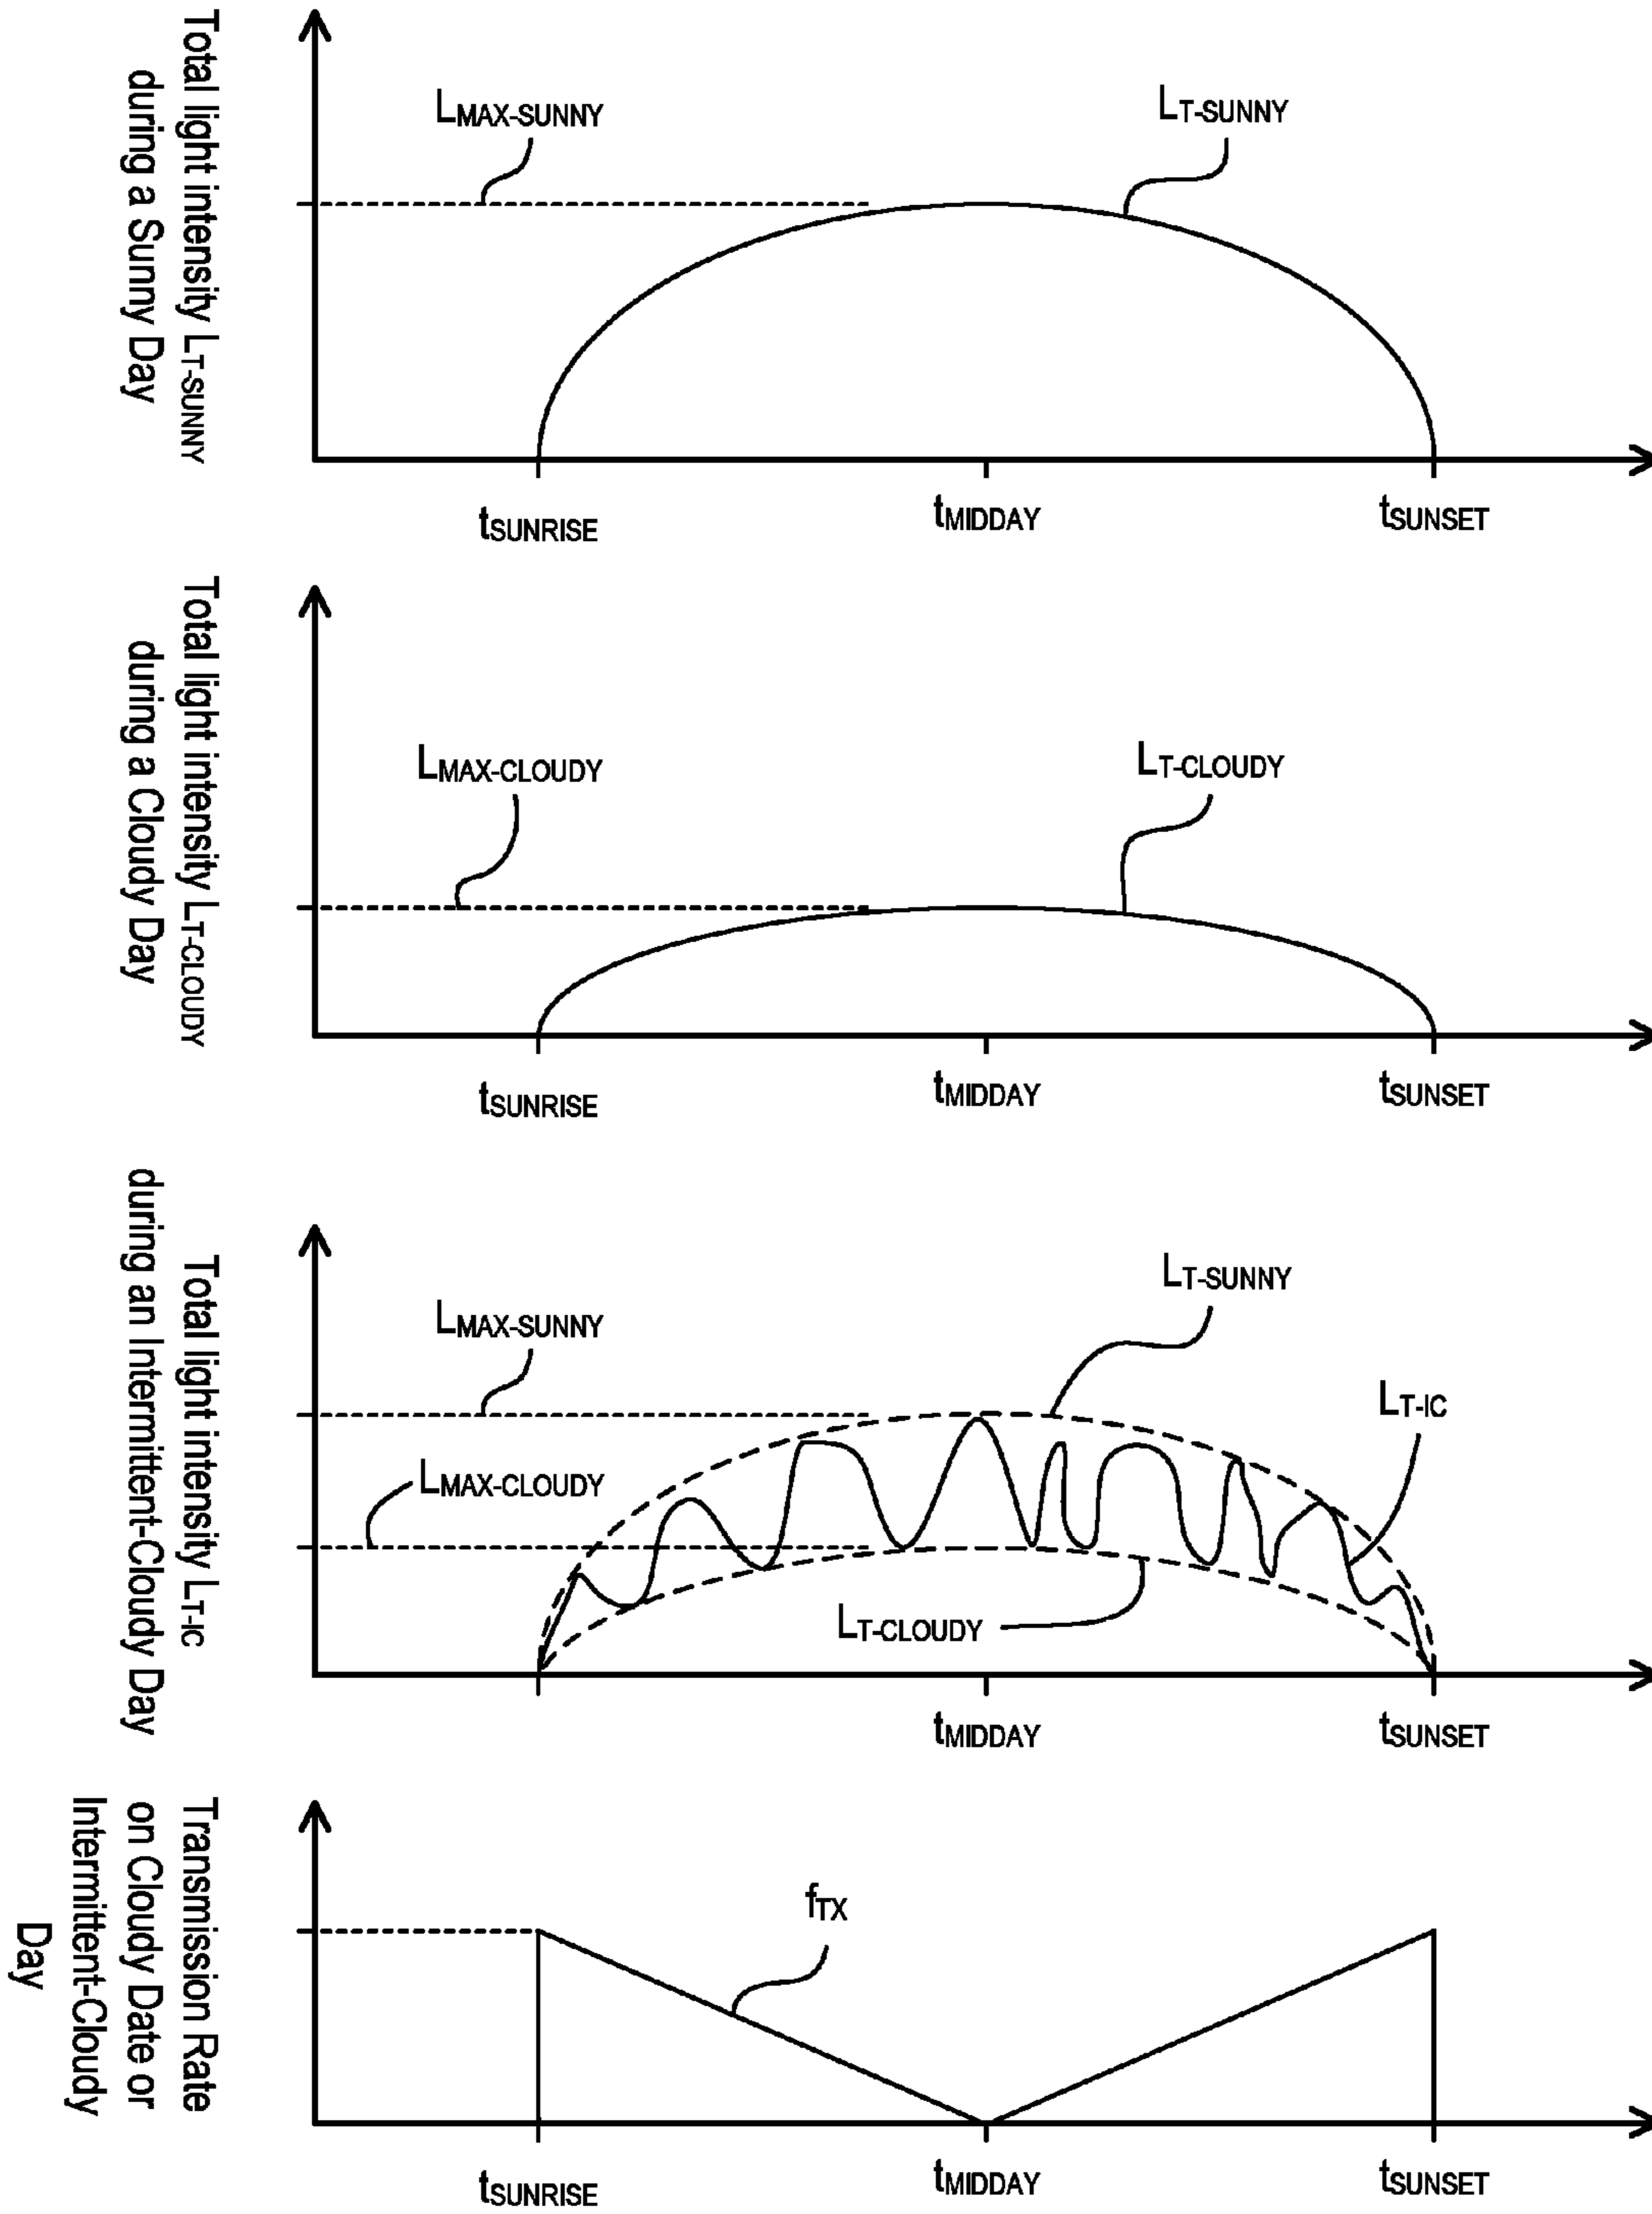 Total light intensity LT-SUNNY
during a Sunny Day
LMAX-SUNNY
LT-SUNNY
tSUNRISE
tMIDDAY
tSUNSET
Total light intensity LT-CLOUDY
during a Cloudy Day
LMAX-CLOUDY
LT-CLOUDY
tSUNRISE
tMIDDAY
tSUNSET
Total light intensity LT-IC
during an Intermittent-Cloudy Day
LMAX-SUNNY
LT-SUNNY
LT-IC
LMAX-CLOUDY
LT-CLOUDY
tMIDDAY
tSUNSET
Transmission Rate
on Cloudy Date or
Intermittent-Cloudy
Day
fTX
tSUNRISE
tMIDDAY
tSUNSET